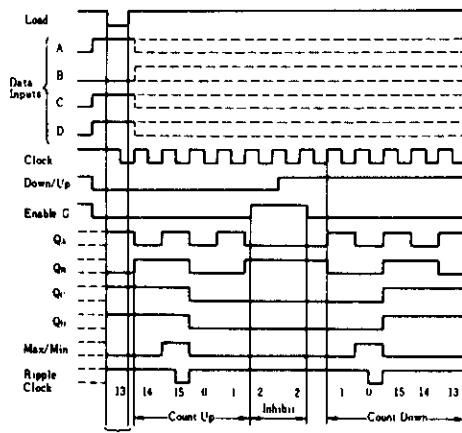 Load
A
B
C
D
Data
Inputs
Clock
Down/Up
Enable G
QA
QB
QC
QD
Max/Min
Ripple
Clock
13 14 15 0 1 2 2 1 0 15 14 13
Count Up
Inhibit
Count Down